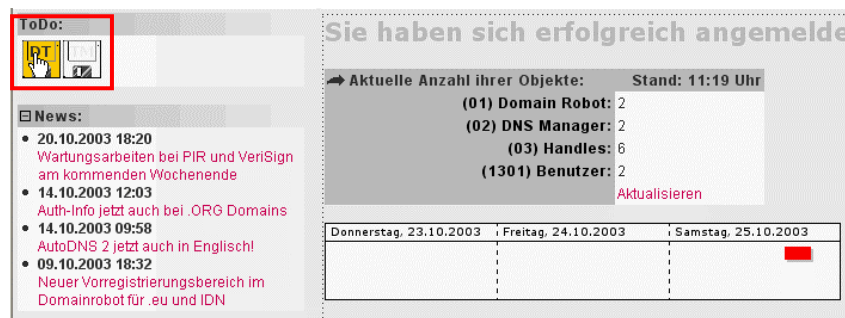 ToDo:
DT TM
News:
20.10.2003 18:20
Wartungsarbeiten bei PIR und VeriSign
am kommenden Wochenende
14.10.2003 12:03
Auth-Info jetzt auch bei .ORG Domains
14.10.2003 09:58
AutoDNS 2 jetzt auch in Englisch!
09.10.2003 18:32
Neuer Vorregistrierungsbereich im
Domainrobot für .eu und IDN
Sie haben sich erfolgreich angemelde
Aktuelle Anzahl ihrer Objekte: Stand: 11:19 Uhr
(01) Domain Robot: 2
(02) DNS Manager: 2
(03) Handles: 6
(1301) Benutzer: 2
Aktualisieren
Donnerstag, 23.10.2003 Freitag, 24.10.2003 Samstag, 25.10.2003